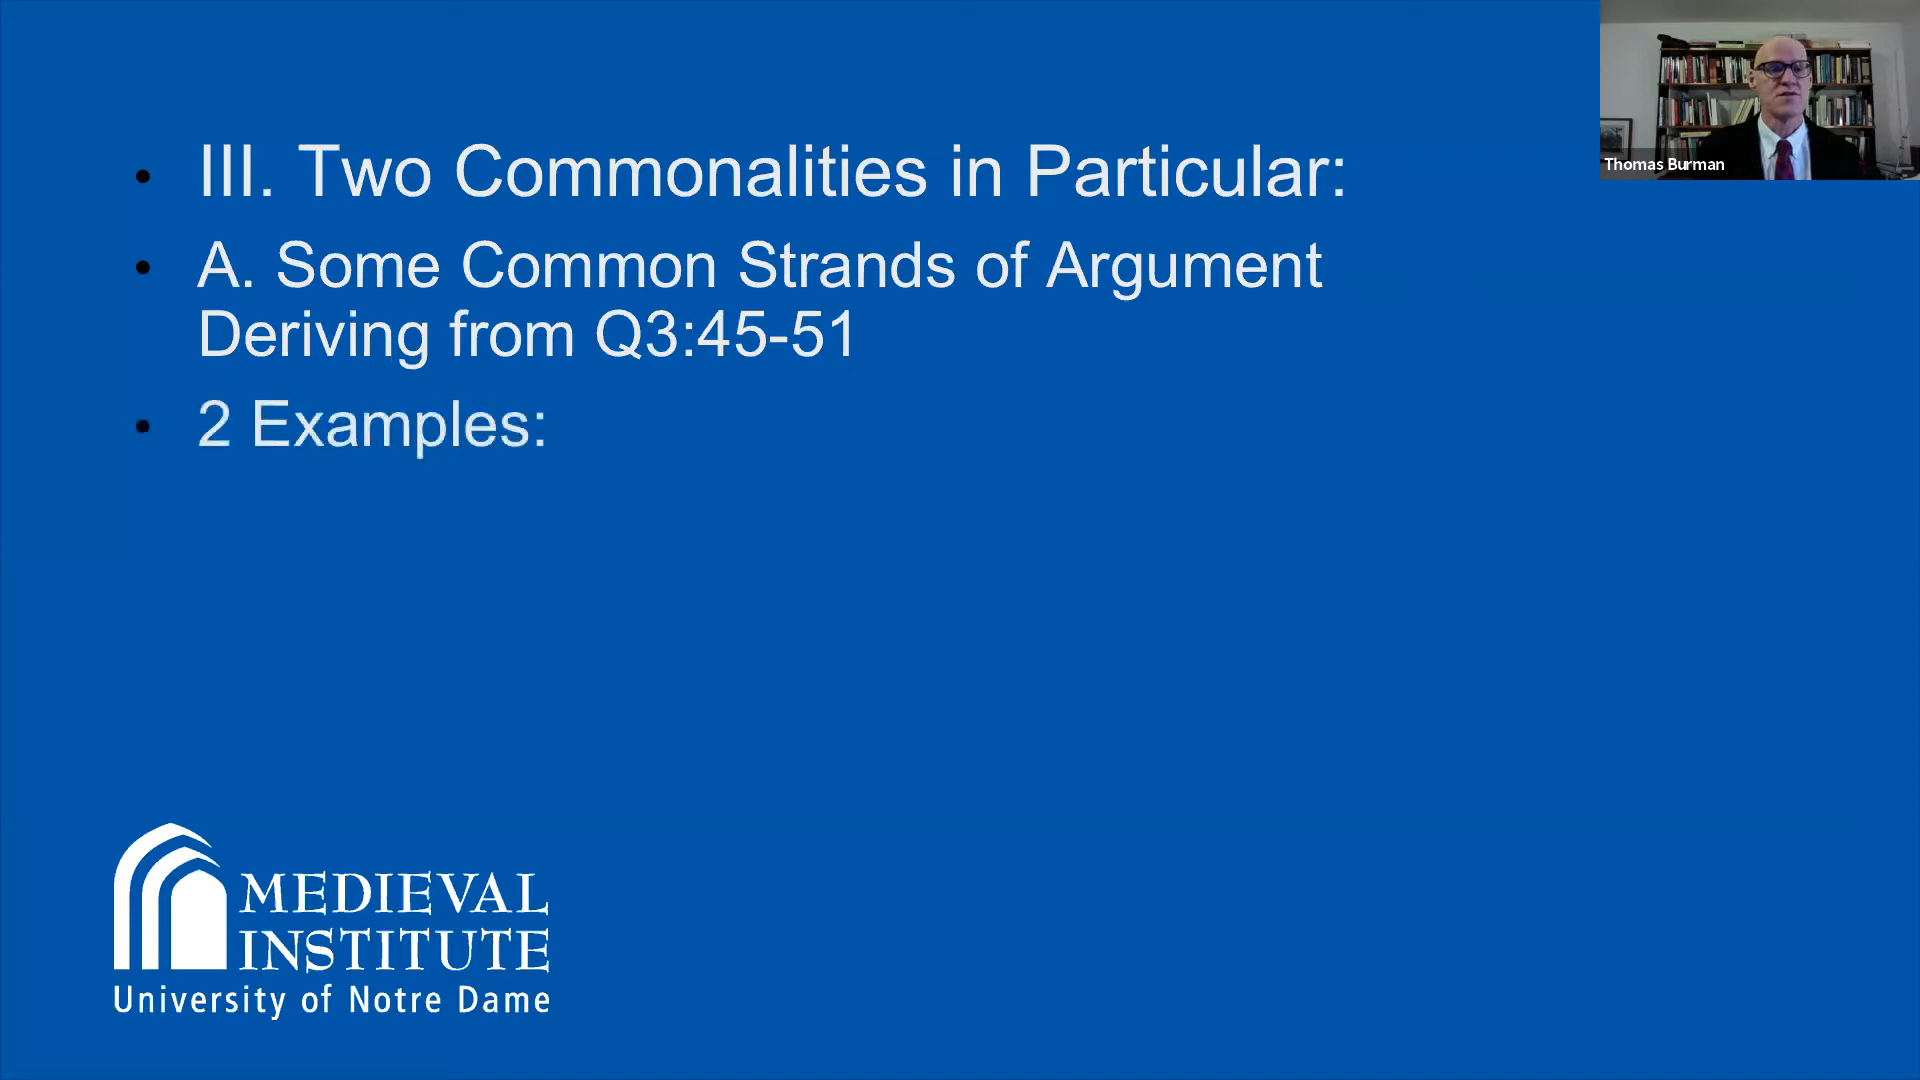 III. Two Commonalities in Particular:
A. Some Common Strands of Argument
Deriving from Q3:45-51
2 Examples:
Thomas Burman
MEDIEVAL
INSTITUTE
University of Notre Dame